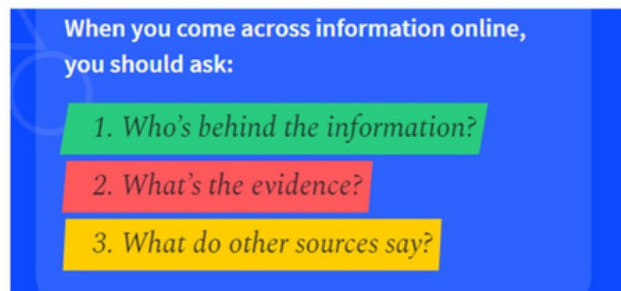 When you come across information online,
you should ask:
1. Who’s behind the information?
2. What’s the evidence?
3. What do other sources say?